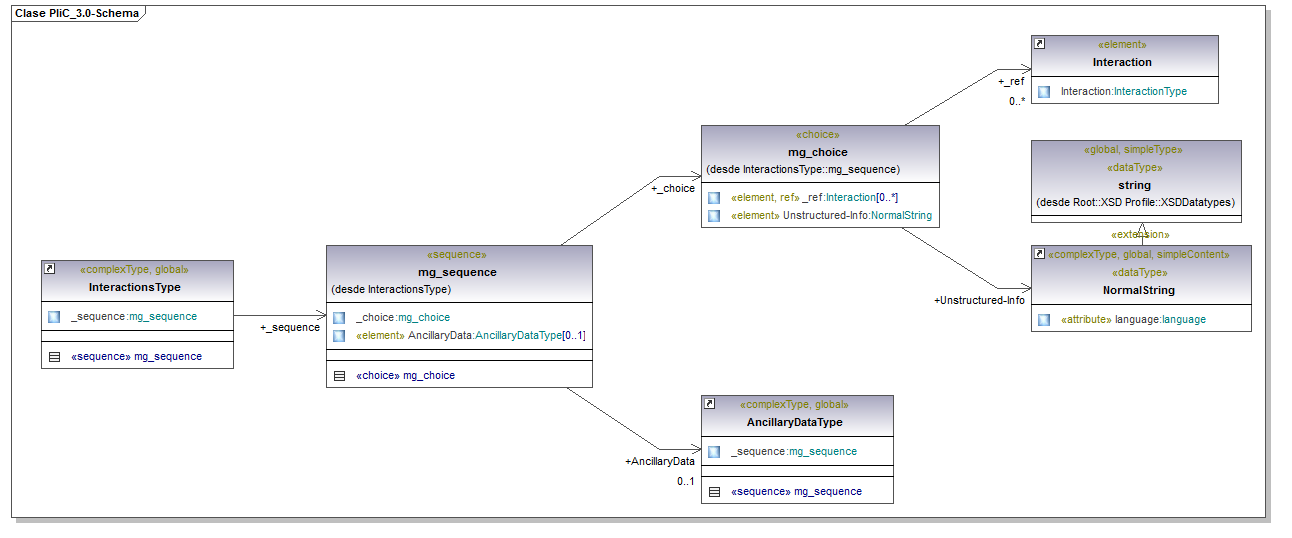 Clase PliC_3.0-Schema
«complexType, global»
InteractionsType
_sequence:mg_sequence
«sequence» mg_sequence
+_sequence
«sequence»
mg_sequence
(desde InteractionsType)
_choice:mg_choice
«element» AncillaryData:AncillaryDataType[0..1]
«choice» mg_choice
+_choice
«choice»
mg_choice
(desde InteractionsType::mg_sequence)
«element, ref» _ref:Interaction[0..*]
«element» Unstructured-Info:NormalString
+_ref
0..*
«element»
Interaction
Interaction:InteractionType
«global, simpleType»
«dataType»
string
(desde Root::XSD Profile::XSDDatatypes)
«extension»
+Unstructured-Info
«complexType, global, simpleContent»
«dataType»
NormalString
«attribute» language:language
+AncillaryData
0..1
«complexType, global»
AncillaryDataType
_sequence:mg_sequence
«sequence» mg_sequence